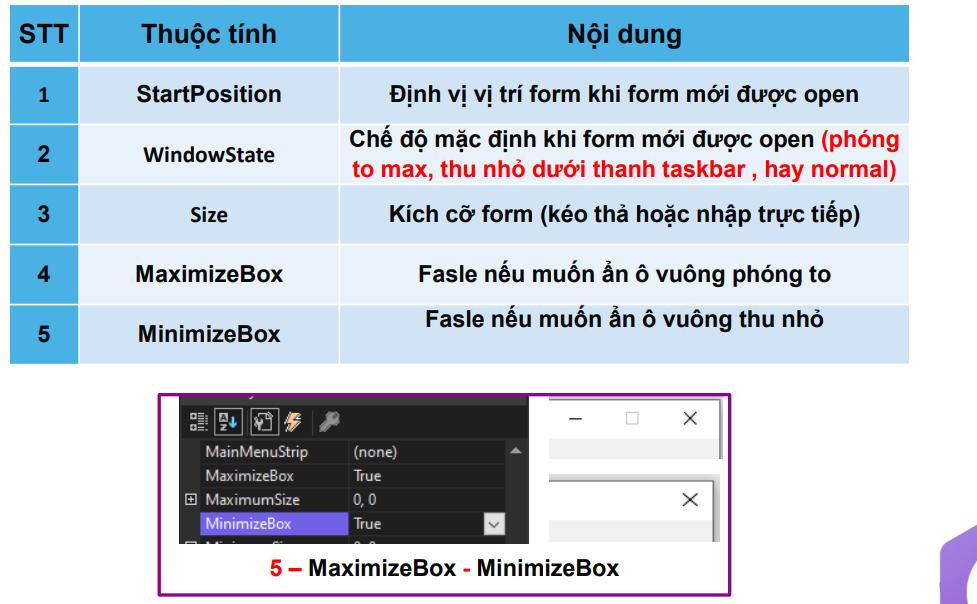 STT Thuộc tính Nội dung
1 StartPosition Định vị vị trí form khi form mới được open
2 WindowState Chế độ mặc định khi form mới được open (phóng
to max, thu nhỏ dưới thanh taskbar , hay normal)
3 Size Kích cỡ form (kéo thả hoặc nhập trực tiếp)
4 MaximizeBox Fasle nếu muốn ẩn ô vuông phóng to
5 MinimizeBox Fasle nếu muốn ẩn ô vuông thu nhỏ
MainMenuStrip (none)
MaximizeBox True
MaximumSize 0, 0
MinimizeBox True
5 – MaximizeBox - MinimizeBox